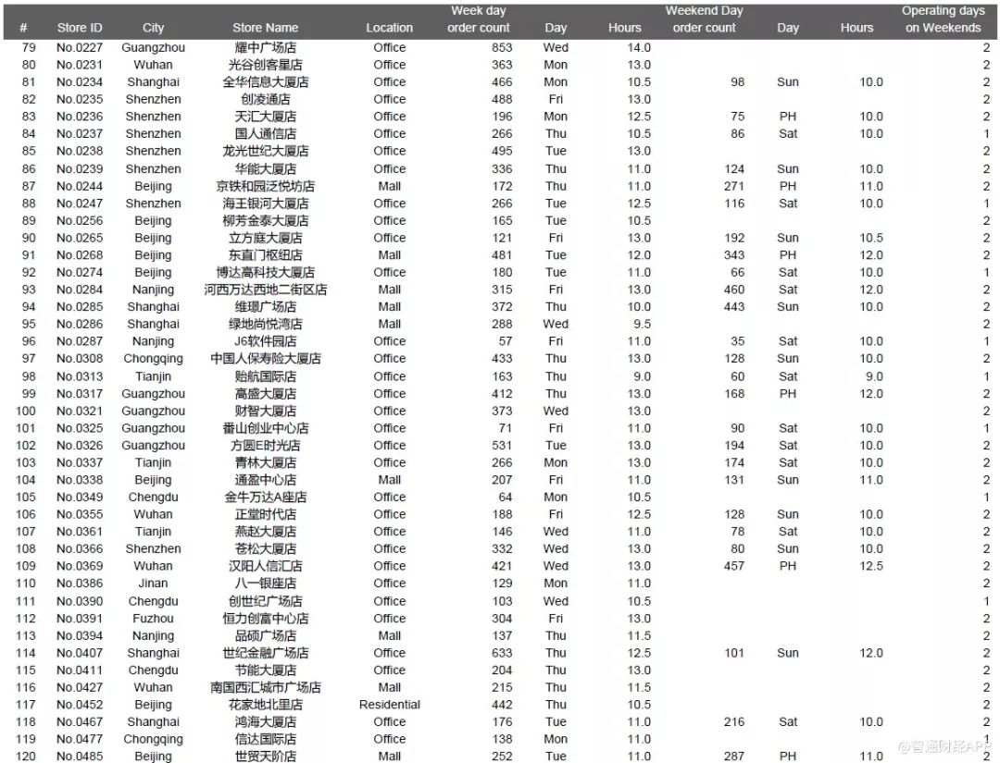 Week day Weekend Day Operating days
# Store ID City Store Name Location order count Day Hours order count Day Hours on Weekends
79 No.0227 Guangzhou 耀中广场店 Office 853 Wed 14.0 2
80 No.0231 Wuhan 光谷创客星店 Office 363 Mon 13.0 2
81 No.0234 Shanghai 全华信息大厦店 Office 466 Mon 10.5 98 Sun 10.0 2
82 No.0235 Shenzhen 创凌通店 Office 488 Fri 13.0 2
83 No.0236 Shenzhen 天汇大厦店 Office 196 Mon 12.5 75 PH 10.0 2
84 No.0237 Shenzhen 国人通信店 Office 266 Thu 10.5 86 Sat 10.0 1
85 No.0238 Shenzhen 龙光世纪大厦店 Office 495 Tue 13.0 2
86 No.0239 Shenzhen 华能大厦店 Office 336 Thu 11.0 124 Sun 10.0 2
87 No.0244 Beijing 京铁和园泛悦坊店 Mall 172 Thu 11.0 271 PH 11.0 2
88 No.0247 Shenzhen 海王银河大厦店 Office 266 Tue 12.5 116 Sat 10.0 1
89 No.0256 Beijing 柳芳金泰大厦店 Office 165 Tue 10.5 2
90 No.0265 Beijing 立方庭大厦店 Office 121 Fri 13.0 192 Sun 10.5 2
91 No.0268 Beijing 东直门枢纽店 Mall 481 Tue 12.0 343 PH 12.0 2
92 No.0274 Beijing 博达高科技大厦店 Office 180 Tue 11.0 66 Sat 10.0 1
93 No.0284 Nanjing 河西万达西地二街区店 Mall 315 Fri 13.0 460 Sat 12.0 2
94 No.0285 Shanghai 维璟广场店 Mall 372 Thu 10.0 443 Sun 10.0 2
95 No.0286 Shanghai 绿地尚悦湾店 Mall 288 Wed 9.5 2
96 No.0287 Nanjing J6软件园店 Office 57 Fri 11.0 35 Sat 10.0 1
97 No.0308 Chongqing 中国人保寿险大厦店 Office 433 Thu 13.0 128 Sun 10.0 2
98 No.0313 Tianjin 贻航国际店 Office 163 Thu 9.0 60 Sat 9.0 1
99 No.0317 Guangzhou 高盛大厦店 Office 412 Thu 13.0 168 PH 12.0 2
100 No.0321 Guangzhou 财智大厦店 Office 373 Wed 13.0 2
101 No.0325 Guangzhou 番山创业中心店 Office 71 Fri 11.0 90 Sat 10.0 1
102 No.0326 Guangzhou 方圆E时光店 Office 531 Tue 13.0 194 Sat 10.0 2
103 No.0337 Tianjin 青林大厦店 Office 266 Mon 13.0 174 Sat 10.0 2
104 No.0338 Beijing 通盈中心店 Mall 207 Fri 11.0 131 Sun 11.0 2
105 No.0349 Chengdu 金牛万达A座店 Office 64 Mon 10.5 1
106 No.0355 Wuhan 正堂时代店 Office 188 Fri 12.5 128 Sun 10.0 2
107 No.0361 Tianjin 燕赵大厦店 Office 146 Wed 11.0 78 Sat 10.0 2
108 No.0366 Shenzhen 苍松大厦店 Office 332 Wed 13.0 80 Sun 10.0 2
109 No.0369 Wuhan 汉阳人信汇店 Office 421 Wed 13.0 457 PH 12.5 2
110 No.0386 Jinan 八一银座店 Office 129 Mon 11.0 2
111 No.0390 Chengdu 创世纪广场店 Office 103 Wed 10.5 1
112 No.0391 Fuzhou 恒力创富中心店 Office 304 Fri 13.0 2
113 No.0394 Nanjing 品硕广场店 Mall 137 Thu 11.5 2
114 No.0407 Shanghai 世纪金融广场店 Office 633 Thu 12.5 101 Sun 12.0 2
115 No.0411 Chengdu 节能大厦店 Office 204 Thu 13.0 2
116 No.0427 Wuhan 南国西汇城市广场店 Mall 215 Thu 11.5 2
117 No.0452 Beijing 花家地北里店 Residential 442 Thu 10.5 2
118 No.0467 Shanghai 鸿海大厦店 Office 176 Tue 11.0 216 Sat 10.0 2
119 No.0477 Chongqing 信达国际店 Office 138 Mon 11.0 1
120 No.0485 Beijing 世贸天阶店 Mall 252 Tue 11.0 287 PH 11.0 2
@智通财经APP